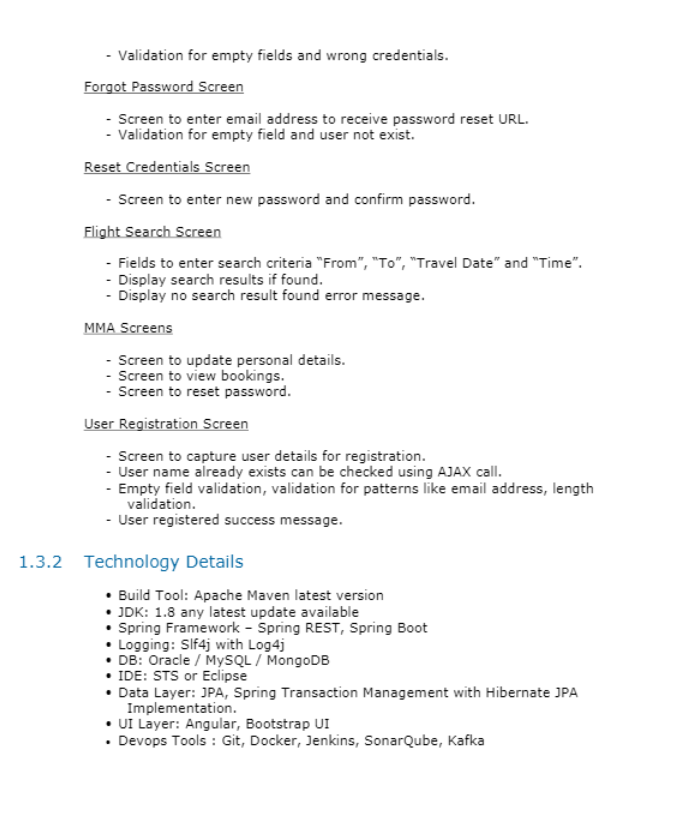 - Validation for empty fields and wrong credentials.
Forgot Password Screen
- Screen to enter email address to receive password reset URL.
- Validation for empty field and user not exist.
Reset Credentials Screen
- Screen to enter new password and confirm password.
Flight Search Screen
- Fields to enter search criteria “From”, “To”, “Travel Date” and “Time”.
- Display search results if found.
- Display no search result found error message.
MMA Screens
- Screen to update personal details.
- Screen to view bookings.
- Screen to reset password.
User Registration Screen
- Screen to capture user details for registration.
- User name already exists can be checked using AJAX call.
- Empty field validation, validation for patterns like email address, length
validation.
- User registered success message.
1.3.2 Technology Details
• Build Tool: Apache Maven latest version
• JDK: 1.8 any latest update available
• Spring Framework – Spring REST, Spring Boot
• Logging: Slf4j with Log4j
• DB: Oracle / MySQL / MongoDB
• IDE: STS or Eclipse
• Data Layer: JPA, Spring Transaction Management with Hibernate JPA
Implementation.
• UI Layer: Angular, Bootstrap UI
• Devops Tools : Git, Docker, Jenkins, SonarQube, Kafka